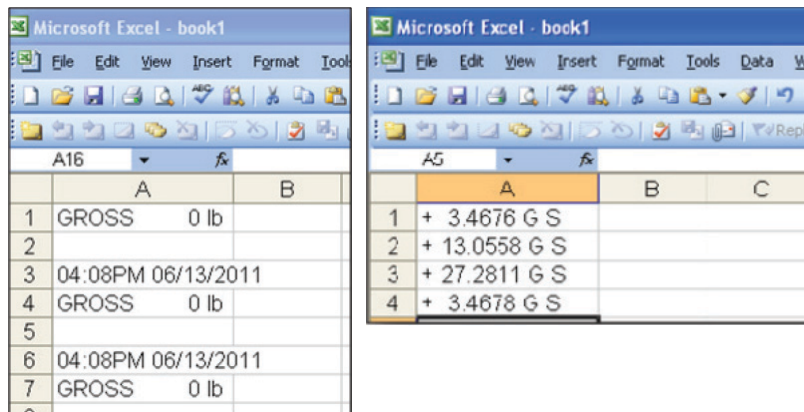 Microsoft Excel - book1
File Edit View Insert Format Tools
A16 fx
A B
1 GROSS 0 lb
2
3 04:08PM 06/13/2011
4 GROSS 0 lb
5
6 04:08PM 06/13/2011
7 GROSS 0 lb
Microsoft Excel - book1
File Edit View Insert Format Tools Data
A5 fx
A B C
1 + 3.4676 G S
2 + 13.0558 G S
3 + 27.2811 G S
4 + 3.4678 G S